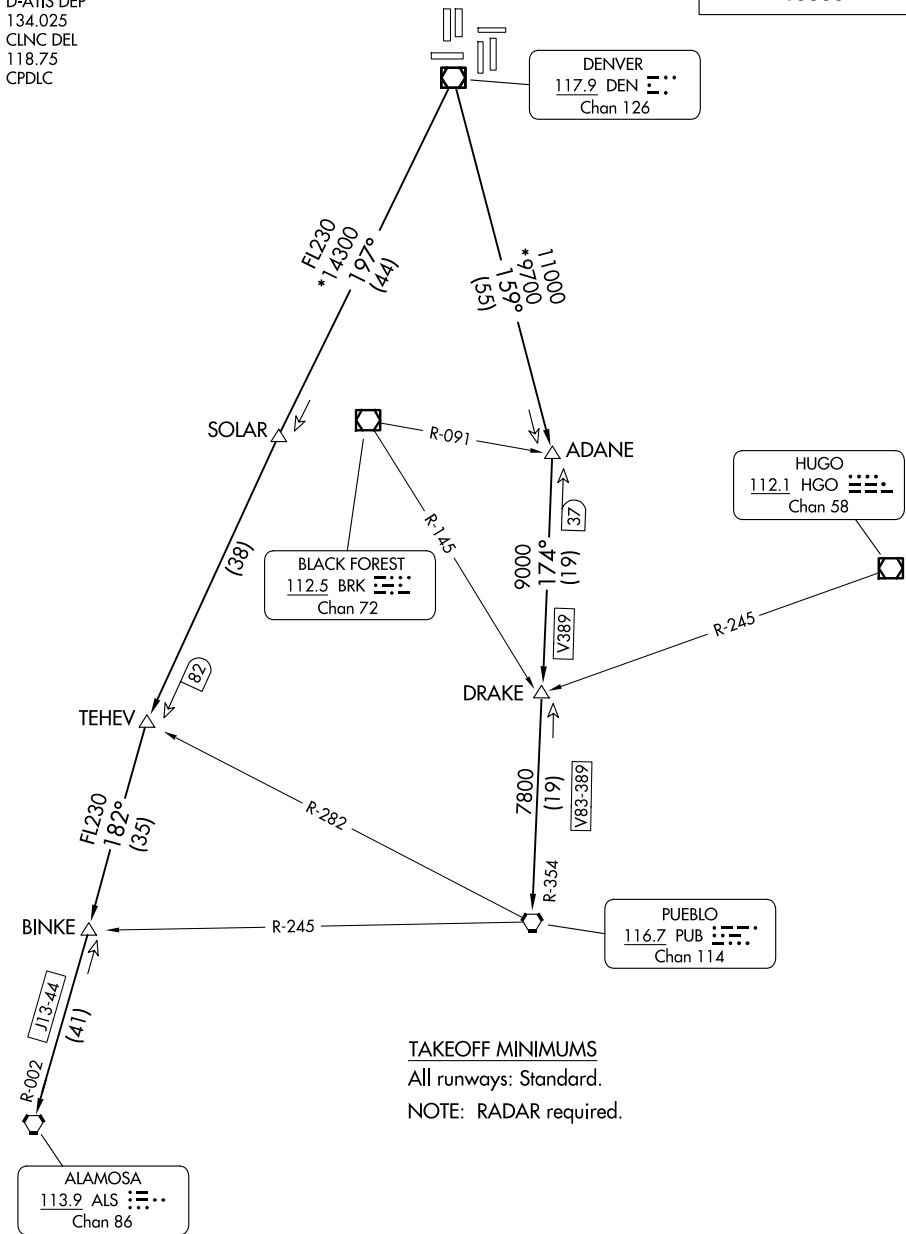 D-ATIS DEP
134.025
CLNC DEL
118.75
CPDLC
DENVER
117.9 DEN
Chan 126
FL230
*14300
197°
(44)
11000
*9700
159°
(55)
SOLAR
R-091
ADANE
HUGO
112.1 HGO
Chan 58
37
R-145
(38)
BLACK FOREST
112.5 BRK
Chan 72
9000
174°
(19)
V389
R-245
82
DRAKE
TEHEV
7800
(19)
V83-389
R-282
FL230
182°
(35)
R-354
BINKE
R-245
PUEBLO
116.7 PUB
Chan 114
J13-44
(41)
R-002
TAKEOFF MINIMUMS
All runways: Standard.
NOTE: RADAR required.
ALAMOSA
113.9 ALS
Chan 86